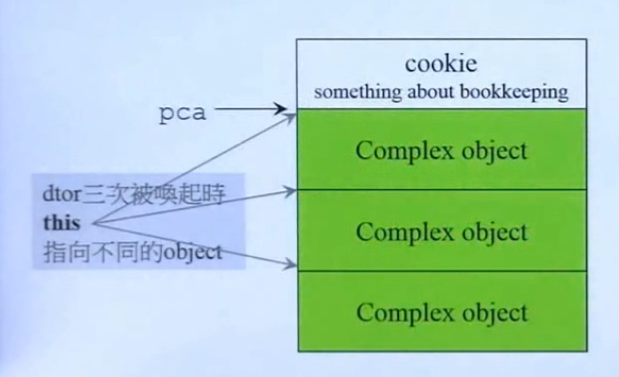 cookie
something about bookkeeping
pca
Complex object
dtor三次被喚起時
this
指向不同的object
Complex object
Complex object